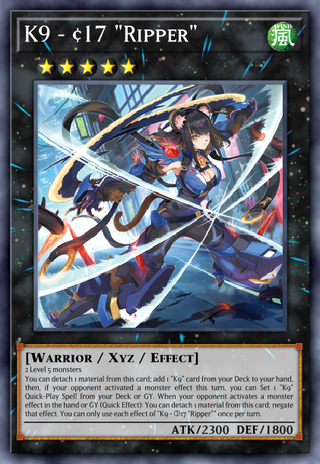 K9 - ¢17 "Ripper"
WIND
風
[WARRIOR / XYZ / EFFECT]
2 Level 5 monsters
You can detach 1 material from this card; add 1 "K9" card from your Deck to your hand,
then, if your opponent activated a monster effect this turn, you can Set 1 "K9"
Quick-Play Spell from your Deck or GY. When your opponent activates a monster
effect in the hand or GY (Quick Effect): You can detach 1 material from this card; negate
that effect. You can only use each effect of "K9 - ①17 "Ripper"" once per turn.
ATK/2300 DEF/1800